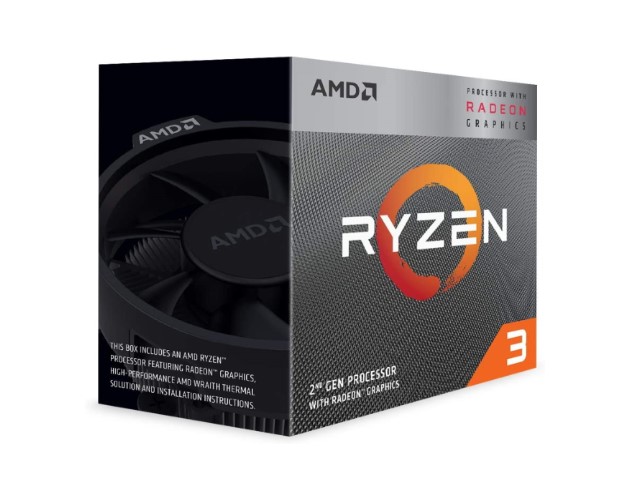 AMD
AMD
THIS BOX INCLUDES AN AMD RYZEN™
PROCESSOR FEATURING RADEON™ GRAPHICS,
HIGH-PERFORMANCE AMD WRAITH THERMAL
SOLUTION AND INSTALLATION INSTRUCTIONS.
AMD
PROCESSOR WITH
RADEON
GRAPHICS
RYZEN
3
2ND GEN PROCESSOR
WITH RADEON™ GRAPHICS